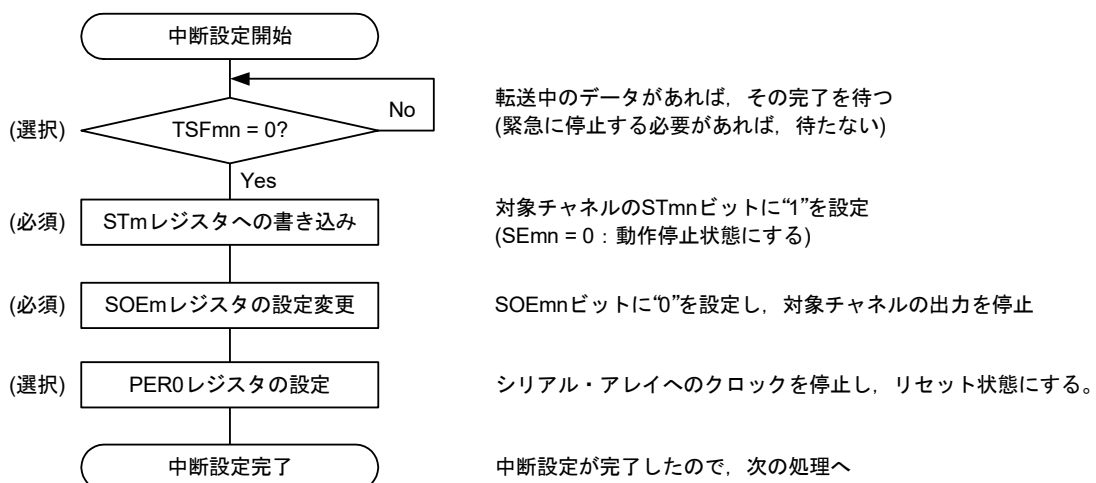 中断設定開始
No
転送中のデータがあれば，その完了を待つ
(選択)
TSFmn = 0?
(緊急に停止する必要があれば，待たない)
Yes
(必須)
STmレジスタへの書き込み
対象チャネルのSTmnビットに“1”を設定
(SEmn = 0：動作停止状態にする)
(必須)
SOEmレジスタの設定変更
SOEmnビットに“0”を設定し，対象チャネルの出力を停止
(選択)
PER0レジスタの設定
シリアル・アレイへのクロックを停止し，リセット状態にする。
中断設定完了
中断設定が完了したので，次の処理へ